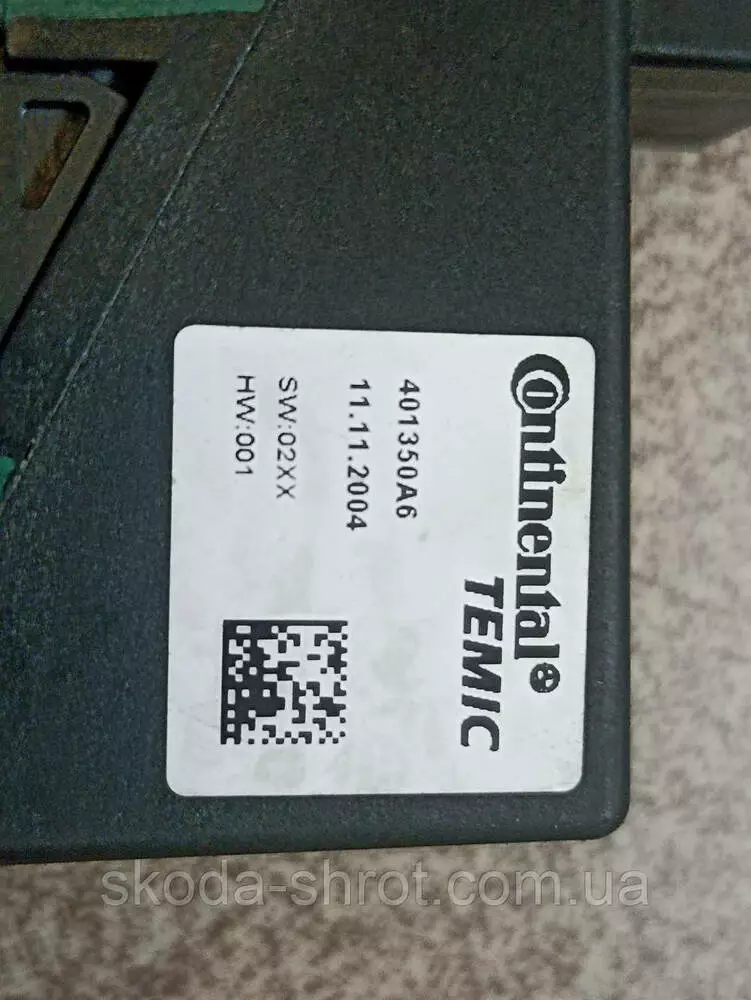 Continental
TEMIC
401350A6
11.11.2004
SW:02XX
HW:001
skoda-shrot.com.ua